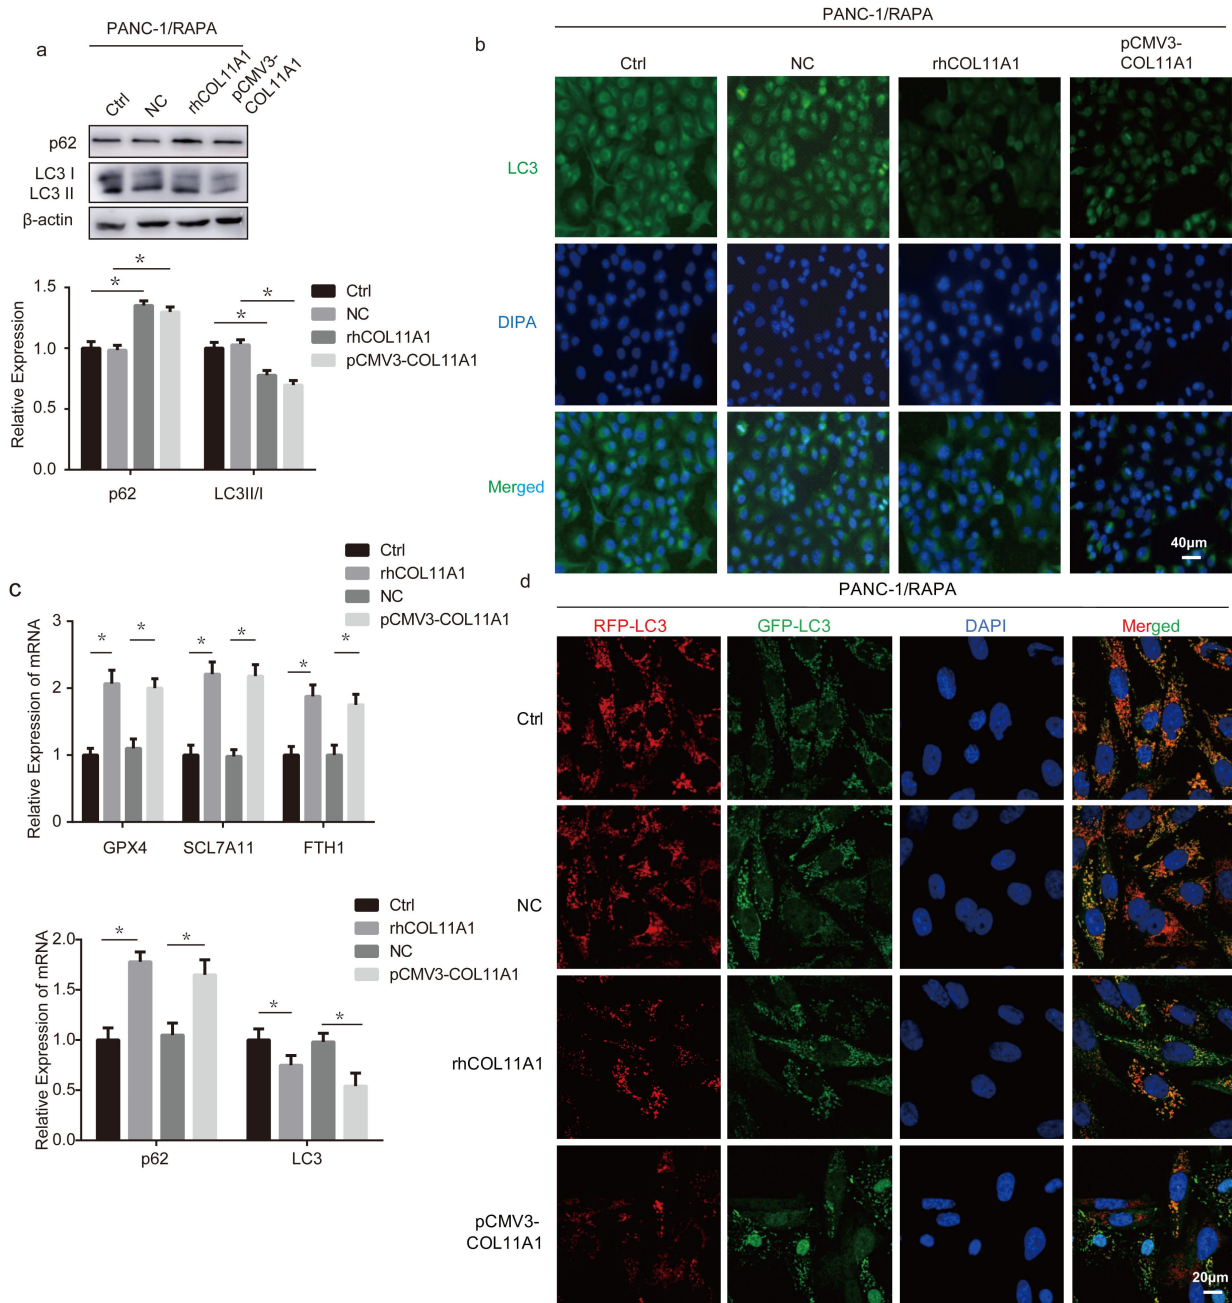 a
PANC-1/RAPA
Ctrl
NC
rhCOL11A1
pCMV3-
COL11A1
p62
LC3 I
LC3 II
β-actin
Relative Expression
1.5
1.0
0.5
0.0
* * * *
p62
LC3II/I
Ctrl
NC
rhCOL11A1
pCMV3-COL11A1
b
PANC-1/RAPA
Ctrl
NC
rhCOL11A1
pCMV3-
COL11A1
LC3
DIPA
Merged
40μm
c
Relative Expression of mRNA
3
2
1
0
* * * * * *
GPX4
SCL7A11
FTH1
Ctrl
rhCOL11A1
NC
pCMV3-COL11A1
Relative Expression of mRNA
2.0
1.5
1.0
0.5
0.0
* * * *
p62
LC3
Ctrl
rhCOL11A1
NC
pCMV3-COL11A1
d
PANC-1/RAPA
RFP-LC3
GFP-LC3
DAPI
Merged
Ctrl
NC
rhCOL11A1
pCMV3-
COL11A1
20μm